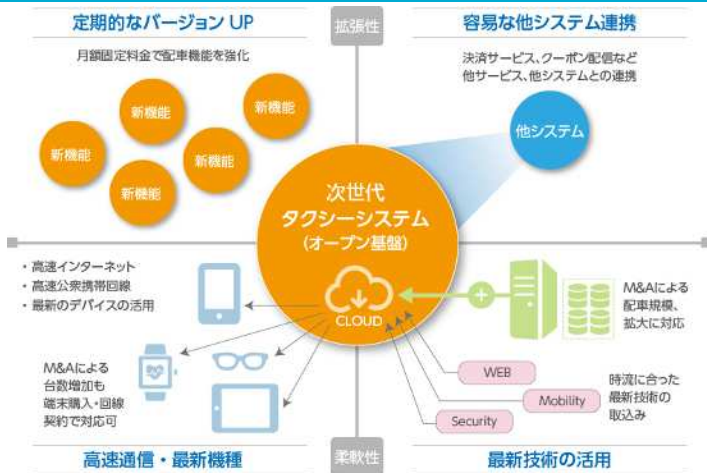 定期的なバージョン UP
拡張性
容易な他システム連携
月額固定料金で配車機能を強化
決済サービス、クーポン配信など
他サービス、他システムとの連携
新機能
新機能
新機能
新機能
新機能
他システム
次世代
タクシーシステム
(オープン基盤)
CLOUD
・高速インターネット
・高速公衆携帯回線
・最新のデバイスの活用
M&Aによる
配車規模、
拡大に対応
M&Aによる
台数増加も
端末購入・回線
契約で対応可
WEB
Mobility
Security
時流に合った
最新技術の
取込み
高速通信・最新機種
柔軟性
最新技術の活用